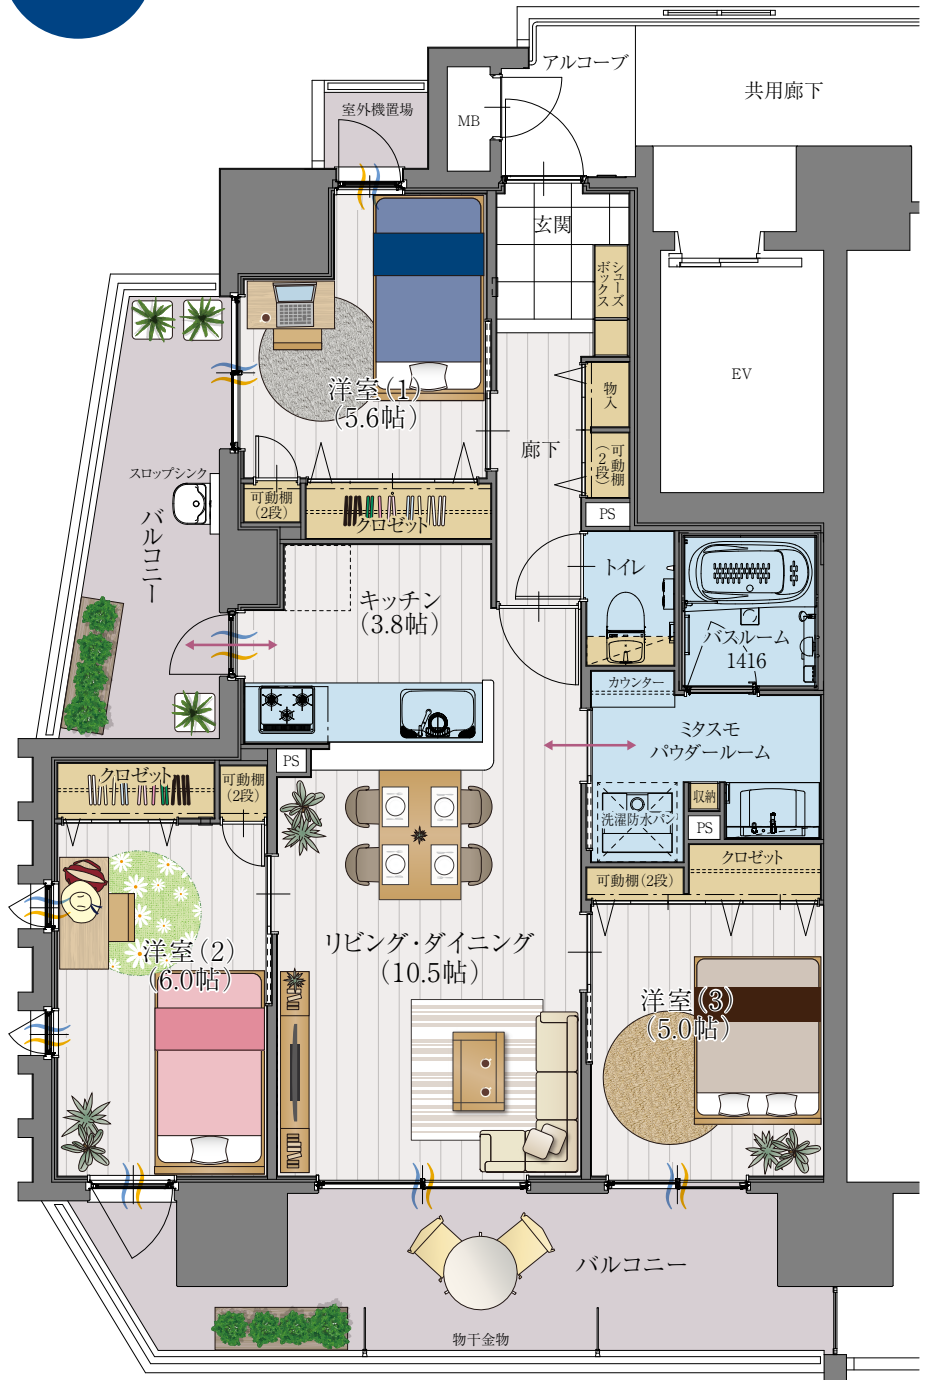 アルコーブ
共用廊下
室外機置場
MB
玄関
シューズ
ボックス
EV
物入
洋室(1)
(5.6帖)
廊下
可動棚
(2段)
スロップシンク
可動棚
(2段)
クロゼット
PS
バルコニー
トイレ
キッチン
(3.8帖)
バスルーム
1416
カウンター
ミタスモ
パウダールーム
PS
クロゼット
可動棚
(2段)
収納
洗濯防水パン
PS
クロゼット
可動棚(2段)
洋室(2)
(6.0帖)
リビング・ダイニング
(10.5帖)
洋室(3)
(5.0帖)
バルコニー
物干金物